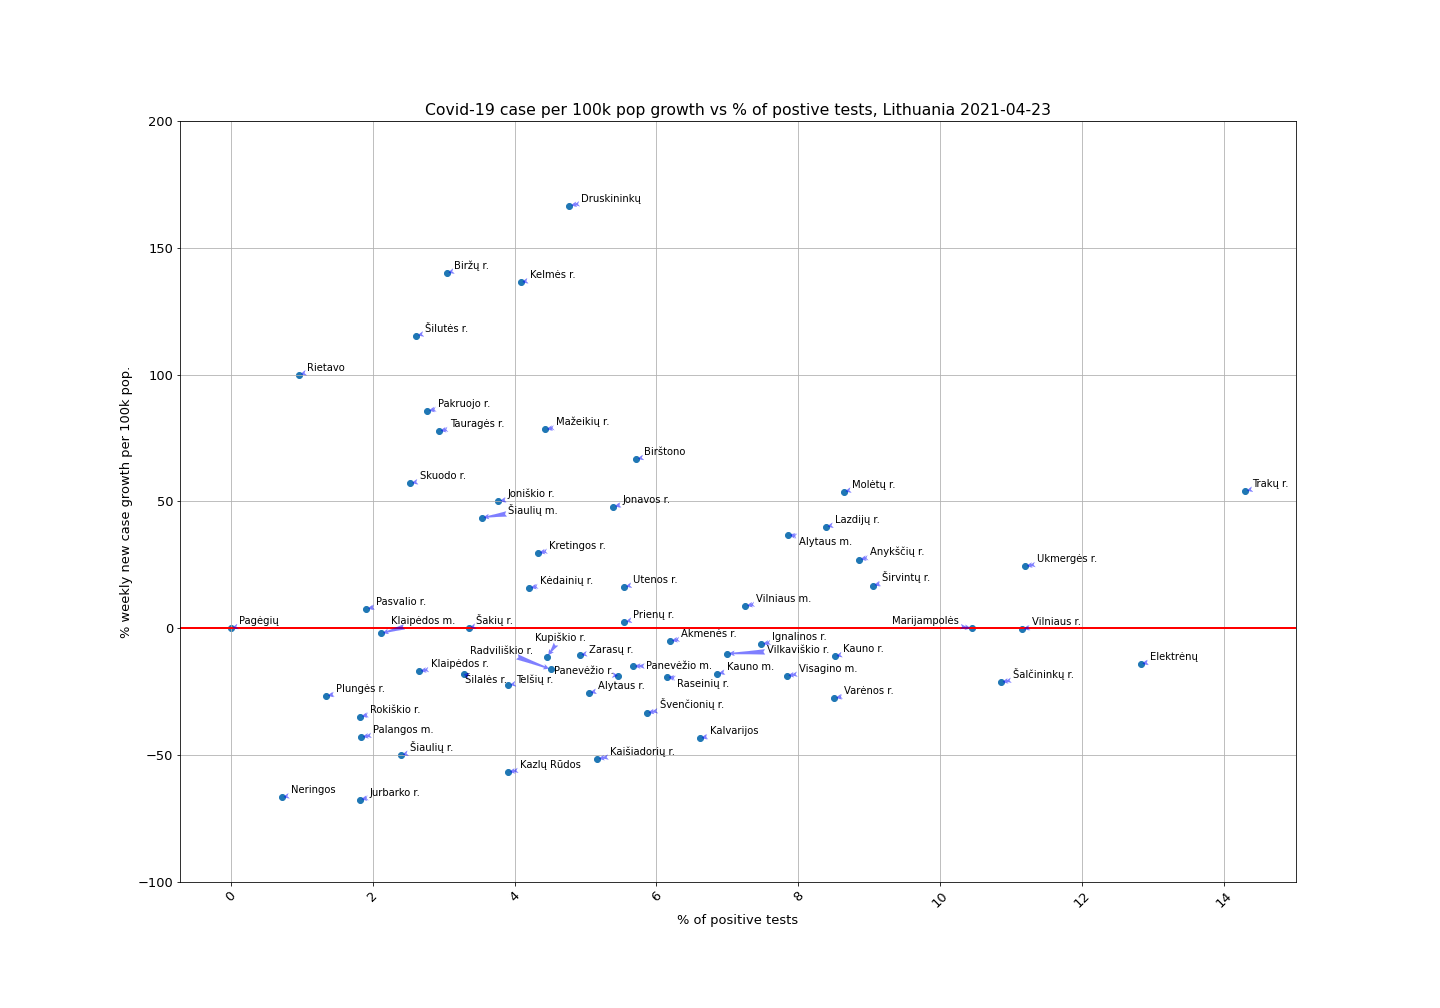 Covid-19 case per 100k pop growth vs % of postive tests, Lithuania 2021-04-23
200
Druskininkų
150
Biržų r.
Kelmės r.
Šilutės r.
Rietavo
100
Pakruojo r.
Tauragės r.
Mažeikių r.
Birštono
Skuodo r.
Molėtų r.
Trakų r.
Joniškio r.
Jonavos r.
50
Šiaulių m.
Lazdijų r.
Alytaus m.
Kretingos r.
Anykščių r.
Ukmergės r.
Kėdainių r.
Utenos r.
Širvintų r.
Pasvalio r.
Vilniaus m.
Prienų r.
Pagėgių
Klaipėdos m.
Šakių r.
Marijampolės
Vilniaus r.
0
Kupiškio r.
Akmenės r.
Ignalinos r.
Radviliškio r.
Zarasų r.
Vilkaviškio r.
Kauno r.
Elektrėnų
Klaipėdos r.
Panevėžio r.
Panevėžio m.
Kauno m.
Visagino m.
Šalčininkų r.
Šilalės r.
Telšių r.
Alytaus r.
Raseinių r.
Plungės r.
Varėnos r.
Rokiškio r.
Švenčionių r.
Palangos m.
Kalvarijos
Šiaulių r.
Kaišiadorių r.
−50
Kazlų Rūdos
Neringos
Jurbarko r.
−100
0
2
4
6
8
10
12
14
% of positive tests
% weekly new case growth per 100k pop.